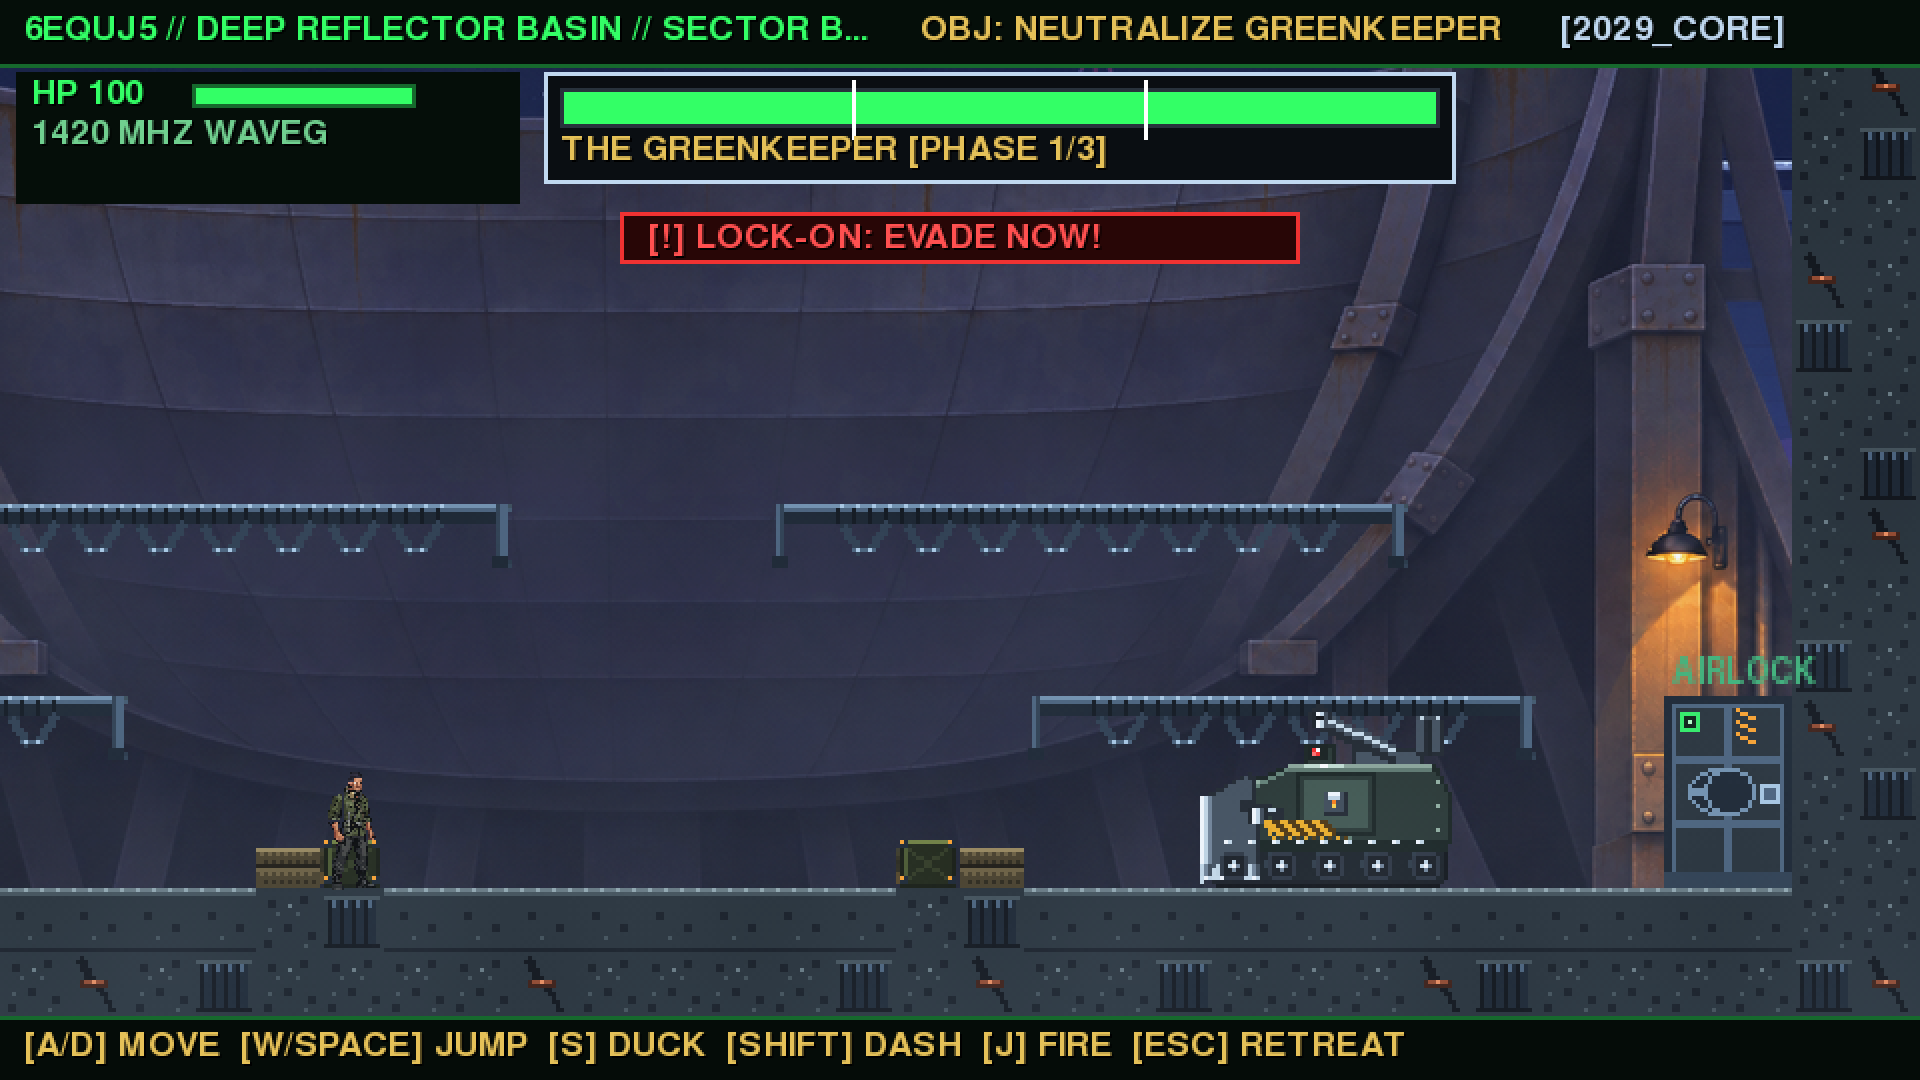 6EQUJ5 // DEEP REFLECTOR BASIN // SECTOR B... OBJ: NEUTRALIZE GREENKEEPER [2029_CORE]
HP 100
1420 MHZ WAVEG
THE GREENKEEPER [PHASE 1/3]
[!] LOCK-ON: EVADE NOW!
AIRLOCK
[A/D] MOVE [W/SPACE] JUMP [S] DUCK [SHIFT] DASH [J] FIRE [ESC] RETREAT